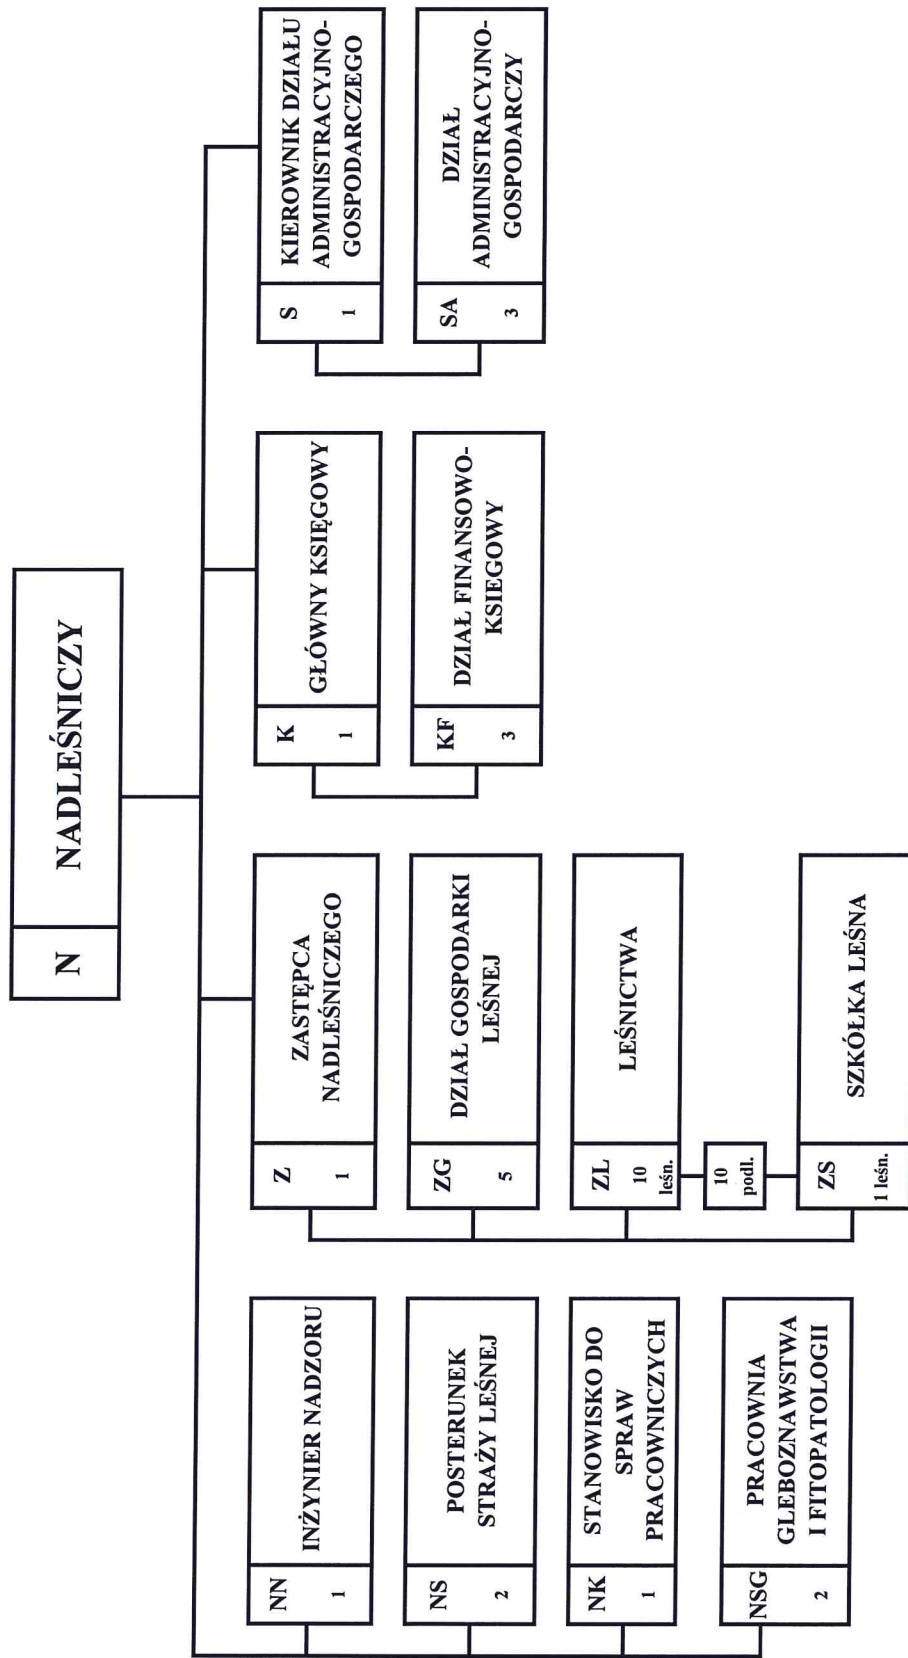 N
NADLEŚNICZY
NN
1
INŻYNIER NADZORU
NS
2
POSTERUNEK
STRAŻY LEŚNEJ
NK
1
STANOWISKO DO
SPRAW
PRACOWNICZYCH
NSG
2
PRACOWNIA
GLEBOZNAWSTWA
I FITOPATOLOGII
Z
1
ZASTĘPCA
NADLEŚNICZEGO
ZG
5
DZIAŁ GOSPODARKI
LEŚNEJ
ZL
10
leśn.
LEŚNICTWA
10
podl.
ZS
1 leśn.
SZKÓŁKA LEŚNA
K
1
GŁÓWNY KSIĘGOWY
KF
3
DZIAŁ FINANSOWO-
KSIEGOWY
S
1
KIEROWNIK DZIAŁU
ADMINISTRACYJNO-
GOSPODARCZEGO
SA
3
DZIAŁ
ADMINISTRACYJNO-
GOSPODARCZY